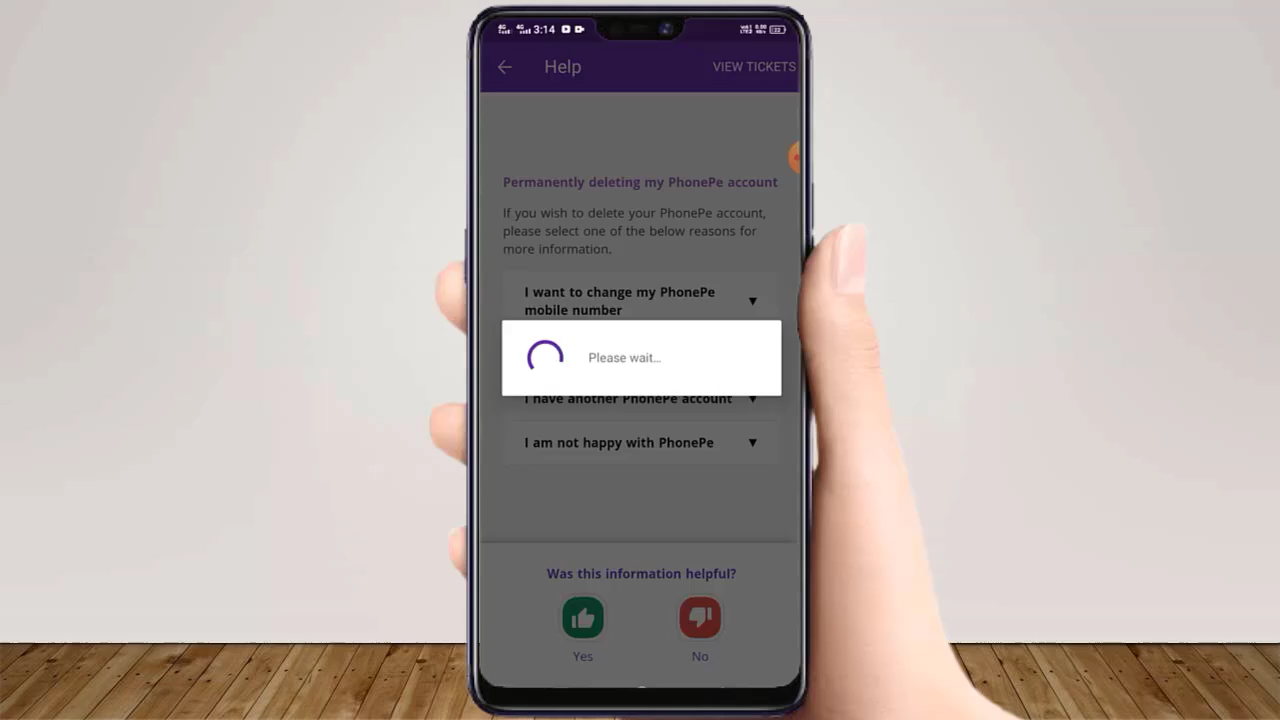 3:14
Help
VIEW TICKETS
Permanently deleting my PhonePe account
If you wish to delete your PhonePe account,
please select one of the below reasons for
more information.
I want to change my PhonePe
mobile number
▼
Please wait...
I have another PhonePe account
▼
I am not happy with PhonePe
▼
Was this information helpful?
Yes
No